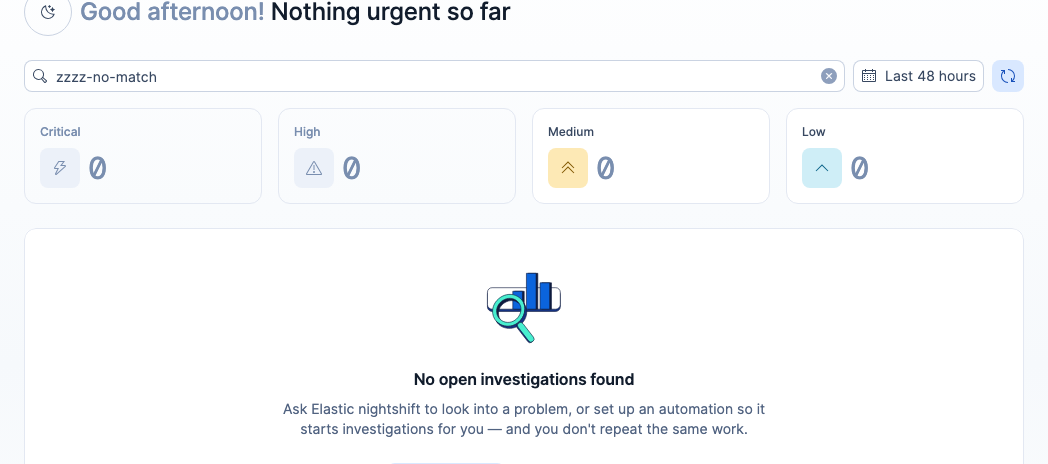 Good afternoon! Nothing urgent so far
zzzz-no-match
Last 48 hours
Critical
0
High
0
Medium
0
Low
0
No open investigations found
Ask Elastic nightshift to look into a problem, or set up an automation so it
starts investigations for you — and you don't repeat the same work.